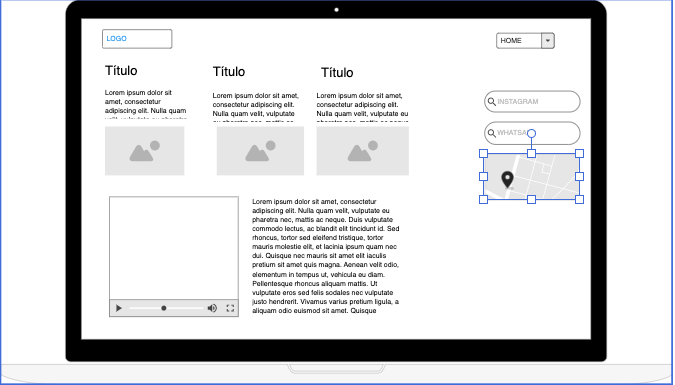 LOGO
HOME
Título
Título
Título
Lorem ipsum dolor sit
amet, consectetur
adipiscing elit. Nulla quam
Lorem ipsum dolor sit amet,
consectetur adipiscing elit.
Nulla quam velit, vulputate
Lorem ipsum dolor sit amet,
consectetur adipiscing elit.
Nulla quam velit, vulputate eu
INSTAGRAM
Lorem ipsum dolor sit amet, consectetur
adipiscing elit. Nulla quam velit, vulputate eu
pharetra nec, mattis ac neque. Duis vulputate
commodo lectus, ac blandit elit tincidunt id. Sed
rhoncus, tortor sed eleifend tristique, tortor
mauris molestie elit, et lacinia ipsum quam nec
dui. Quisque nec mauris sit amet elit iaculis
pretium sit amet quis magna. Aenean velit odio,
elementum in tempus ut, vehicula eu diam.
Pellentesque rhoncus aliquam mattis. Ut
vulputate eros sed felis sodales nec vulputate
justo hendrerit. Vivamus varius pretium ligula, a
aliquam odio euismod sit amet. Quisque